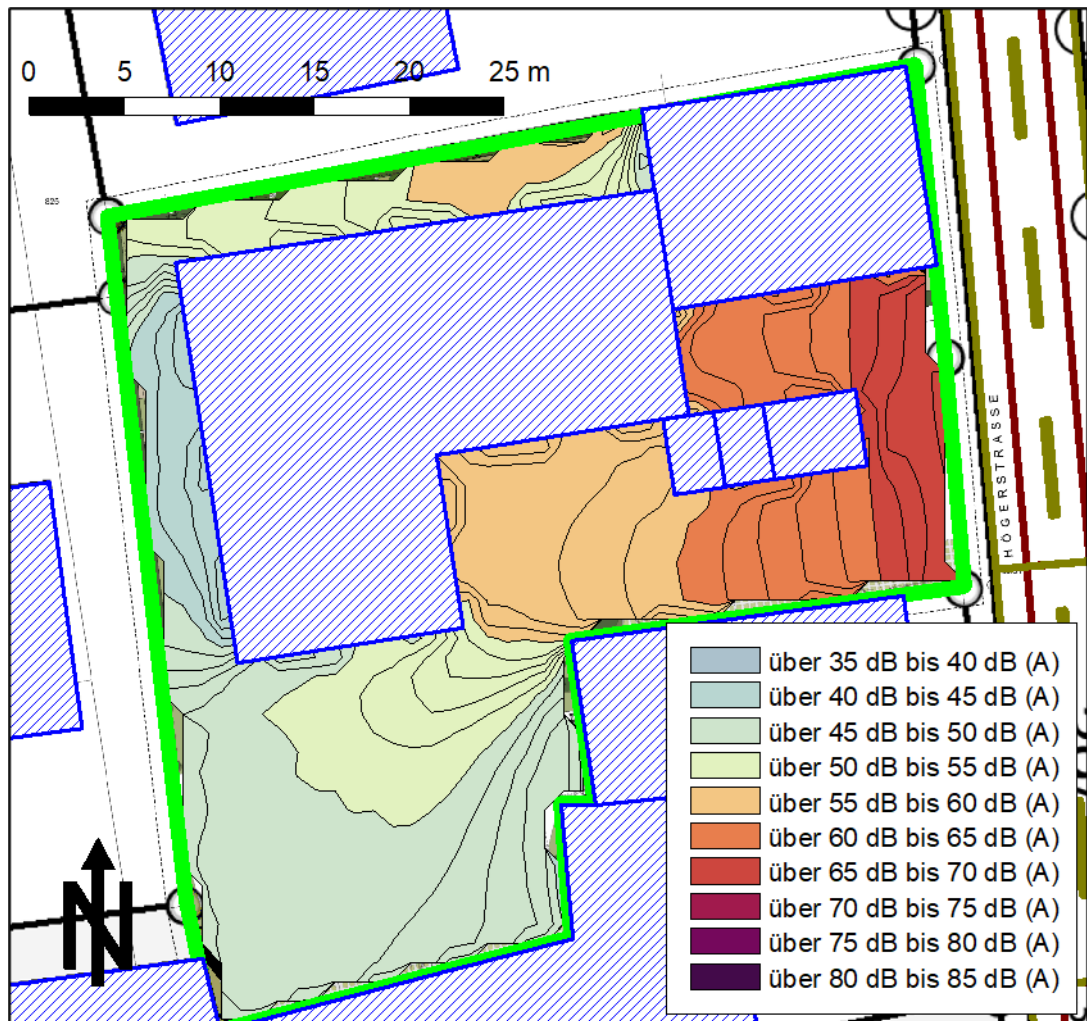 0 5 10 15 20 25 m
825
HÖGERSTRASSE
über 35 dB bis 40 dB (A)
über 40 dB bis 45 dB (A)
über 45 dB bis 50 dB (A)
über 50 dB bis 55 dB (A)
über 55 dB bis 60 dB (A)
über 60 dB bis 65 dB (A)
über 65 dB bis 70 dB (A)
über 70 dB bis 75 dB (A)
über 75 dB bis 80 dB (A)
über 80 dB bis 85 dB (A)
N